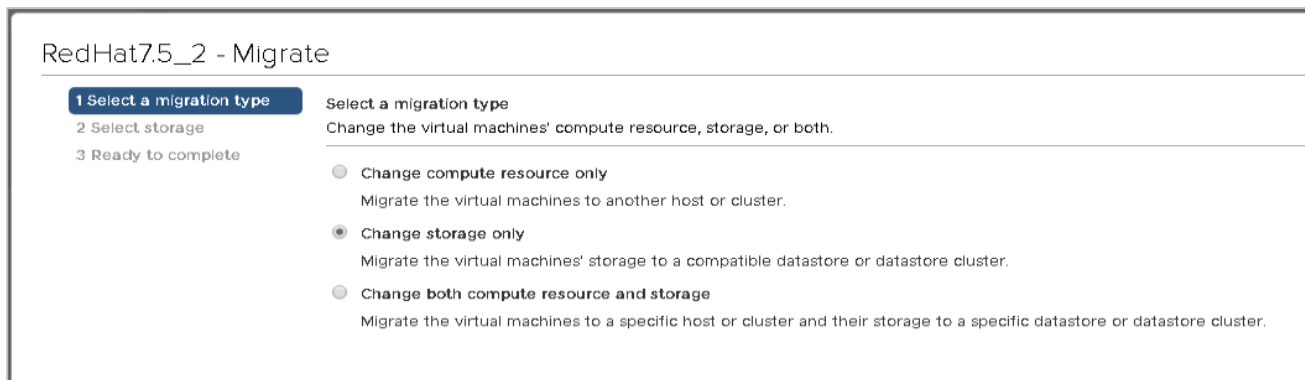 RedHat7.5_2 - Migrate
1 Select a migration type
2 Select storage
3 Ready to complete
Select a migration type
Change the virtual machines' compute resource, storage, or both.
Change compute resource only
Migrate the virtual machines to another host or cluster.
Change storage only
Migrate the virtual machines' storage to a compatible datastore or datastore cluster.
Change both compute resource and storage
Migrate the virtual machines to a specific host or cluster and their storage to a specific datastore or datastore cluster.